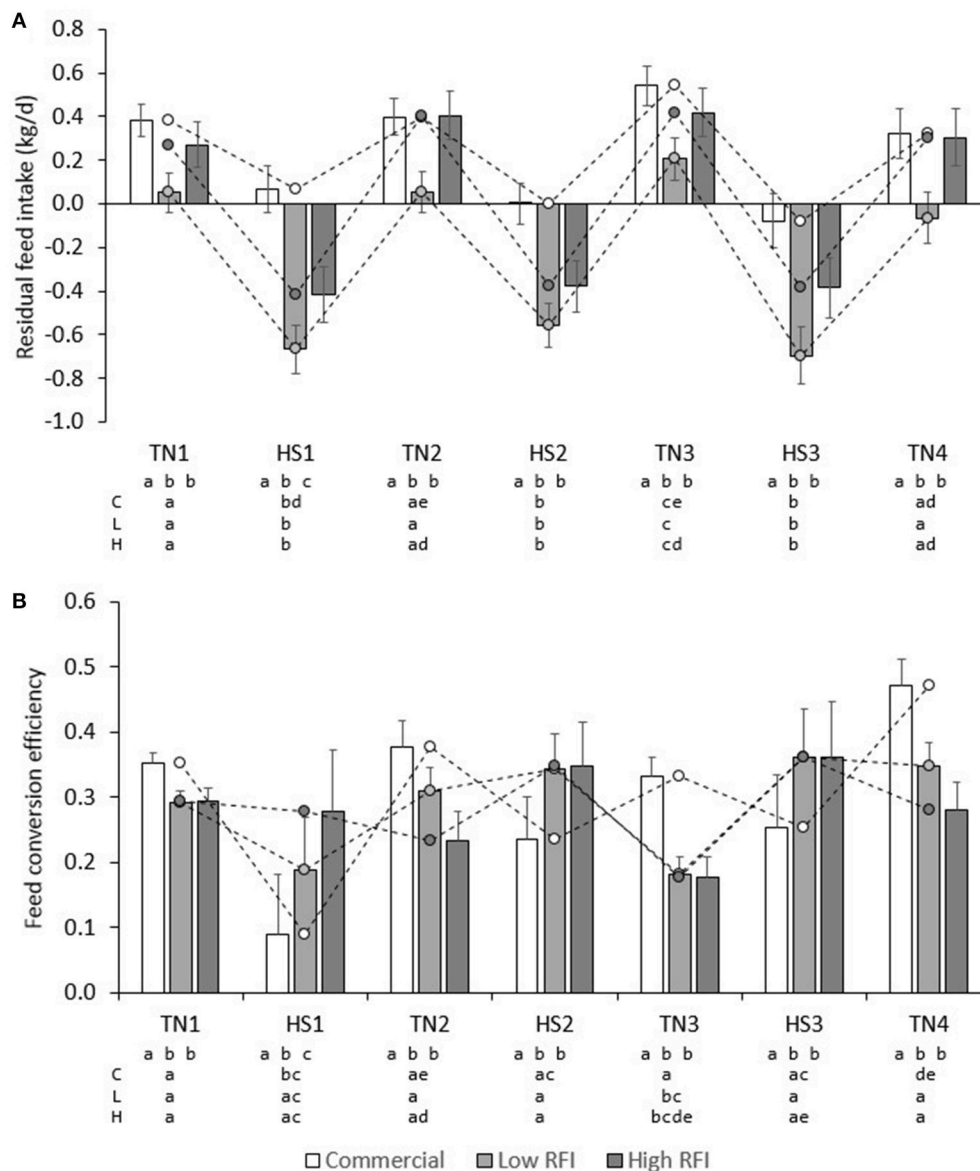 A
Residual feed intake (kg/d)
0.8
0.6
0.4
0.2
0.0
-0.2
-0.4
-0.6
-0.8
-1.0
TN1 HS1 TN2 HS2 TN3 HS3 TN4
a b b a b c a b b a b b a b b a b b a b b
C a bd ae b ce b ad
L a b a b c b a
H a b ad b cd b ad
B
Feed conversion efficiency
0.6
0.5
0.4
0.3
0.2
0.1
0.0
TN1 HS1 TN2 HS2 TN3 HS3 TN4
a b b a b c a b b a b b a b b a b b a b b
C a bc ae ac a ac de
L a ac a a bc a a
H a ac ad a bcde ae a
Commercial Low RFI High RFI